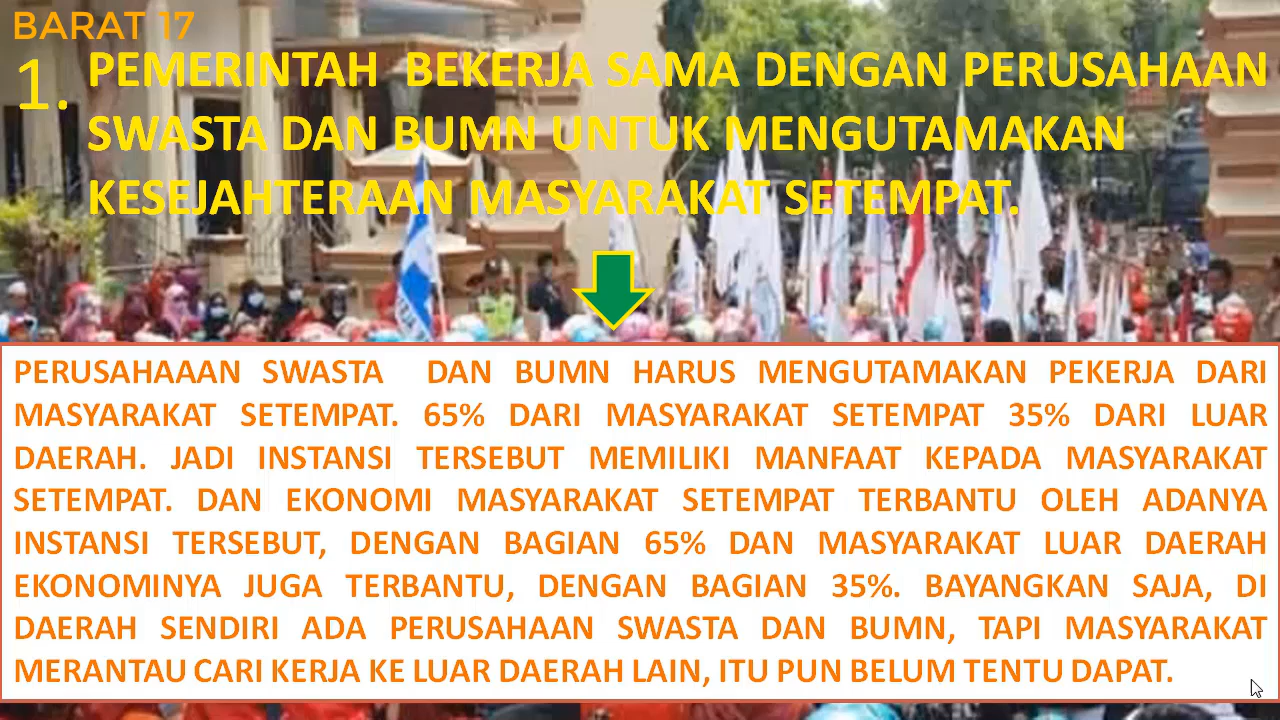 BARAT 17
1. PEMERINTAH BEKERJA SAMA DENGAN PERUSAHAAN
SWASTA DAN BUMN UNTUK MENGUTAMAKAN
KESEJAHTERAAN MASYARAKAT SETEMPAT.
PERUSAHAAAN SWASTA DAN BUMN HARUS MENGUTAMAKAN PEKERJA DARI
MASYARAKAT SETEMPAT. 65% DARI MASYARAKAT SETEMPAT 35% DARI LUAR
DAERAH. JADI INSTANSI TERSEBUT MEMILIKI MANFAAT KEPADA MASYARAKAT
SETEMPAT. DAN EKONOMI MASYARAKAT SETEMPAT TERBANTU OLEH ADANYA
INSTANSI TERSEBUT, DENGAN BAGIAN 65% DAN MASYARAKAT LUAR DAERAH
EKONOMINYA JUGA TERBANTU, DENGAN BAGIAN 35%. BAYANGKAN SAJA, DI
DAERAH SENDIRI ADA PERUSAHAAN SWASTA DAN BUMN, TAPI MASYARAKAT
MERANTAU CARI KERJA KE LUAR DAERAH LAIN, ITU PUN BELUM TENTU DAPAT.